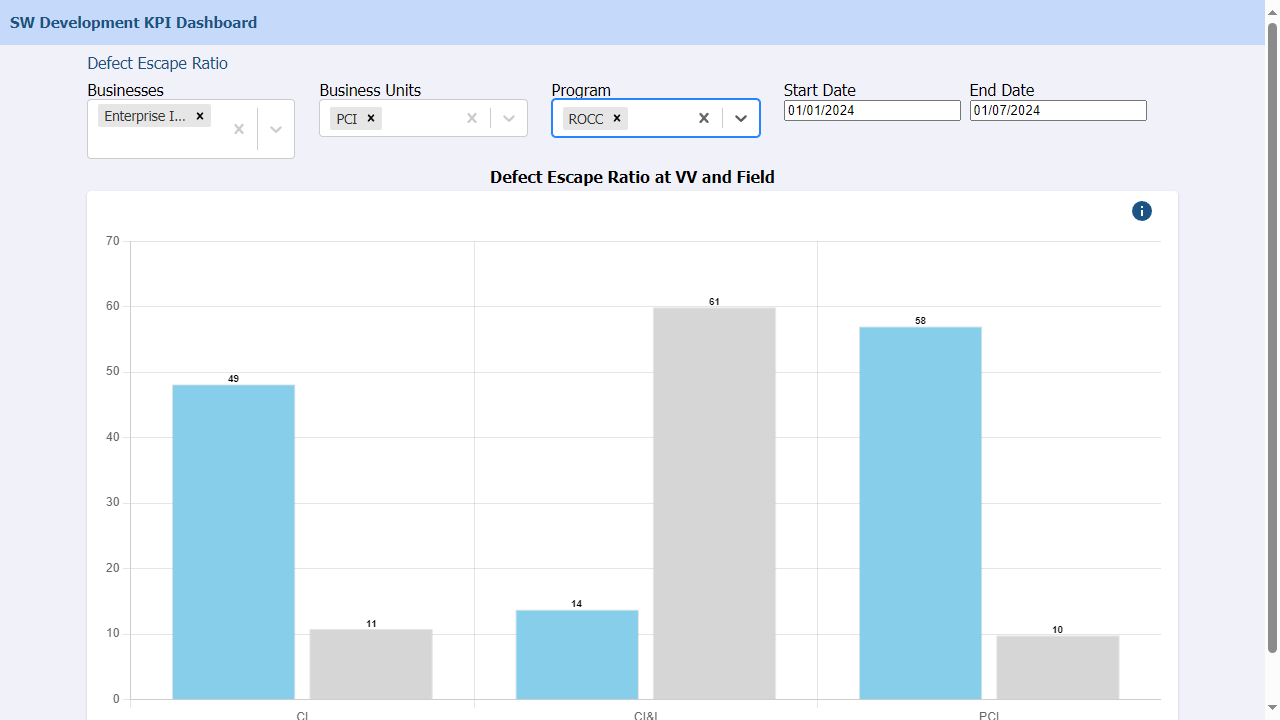 SW Development KPI Dashboard
Defect Escape Ratio
Businesses Business Units Program Start Date End Date
Enterprise I... PCI ROCC 01/01/2024 01/07/2024
Defect Escape Ratio at VV and Field
i
70
60
50
40
30
20
10
0
49
11
14
61
58
10
CI CI&I PCI